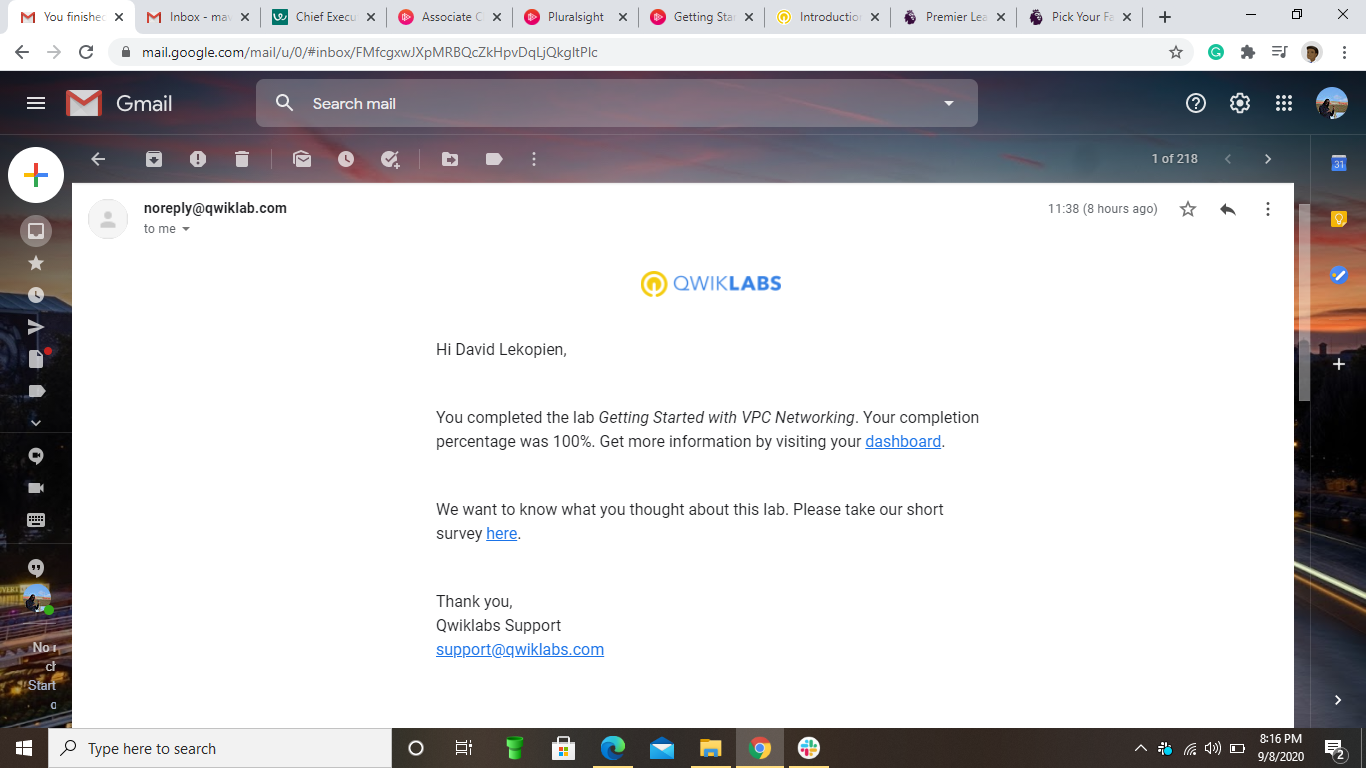 You finished
Inbox - mav
Chief Execu
Associate C
Pluralsight
Getting Star
Introduction
Premier Lea
Pick Your Fa
mail.google.com/mail/u/0/#inbox/FMfcgxwJXpMRBQcZkHpvDqLjQkgltPIc
Gmail
Search mail
1 of 218
31
noreply@qwiklab.com
11:38 (8 hours ago)
to me
QWIKLABS
Hi David Lekopien,
You completed the lab Getting Started with VPC Networking. Your completion
percentage was 100%. Get more information by visiting your dashboard.
We want to know what you thought about this lab. Please take our short
survey here.
Thank you,
Qwiklabs Support
support@qwiklabs.com
No
Start
Type here to search
8:16 PM
9/8/2020
2